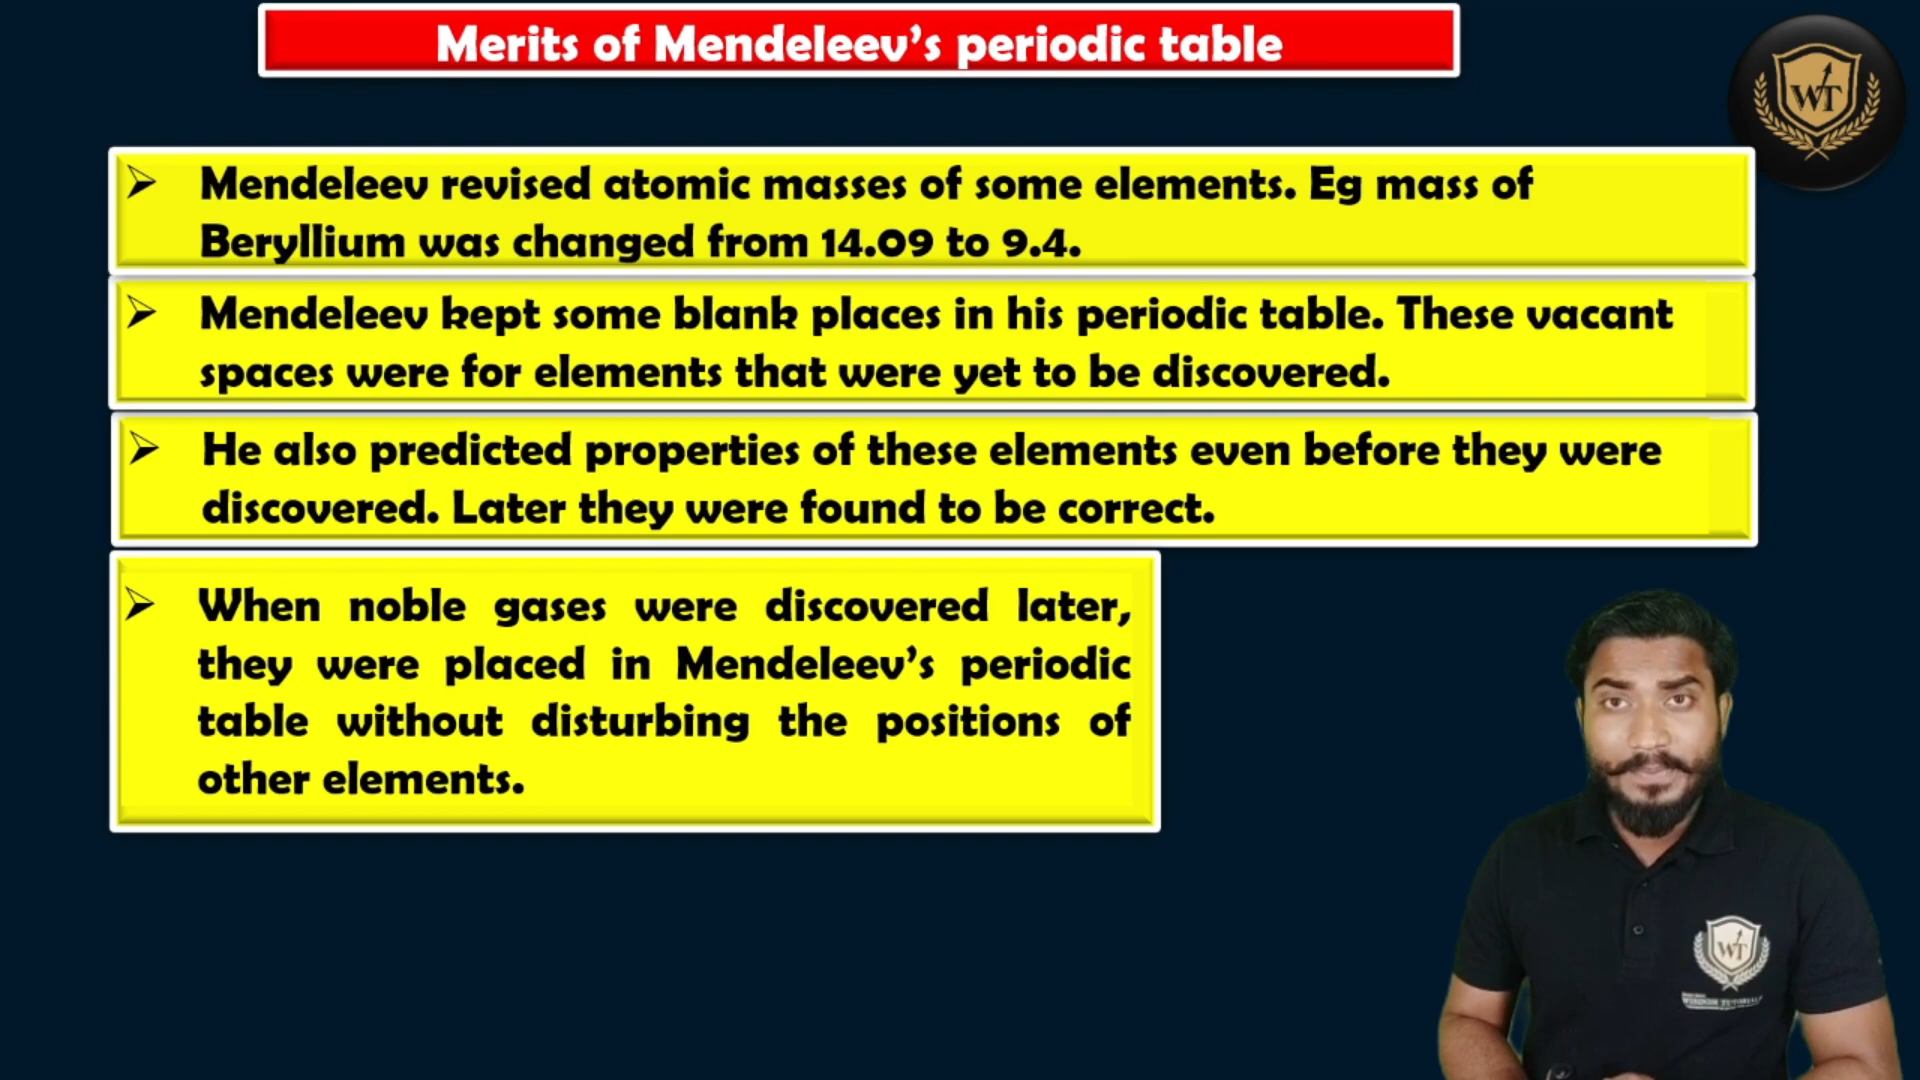 Merits of Mendeleev’s periodic table
WT
➢ Mendeleev revised atomic masses of some elements. Eg mass of
Beryllium was changed from 14.09 to 9.4.
➢ Mendeleev kept some blank places in his periodic table. These vacant
spaces were for elements that were yet to be discovered.
➢ He also predicted properties of these elements even before they were
discovered. Later they were found to be correct.
➢ When noble gases were discovered later,
they were placed in Mendeleev’s periodic
table without disturbing the positions of
other elements.
WT